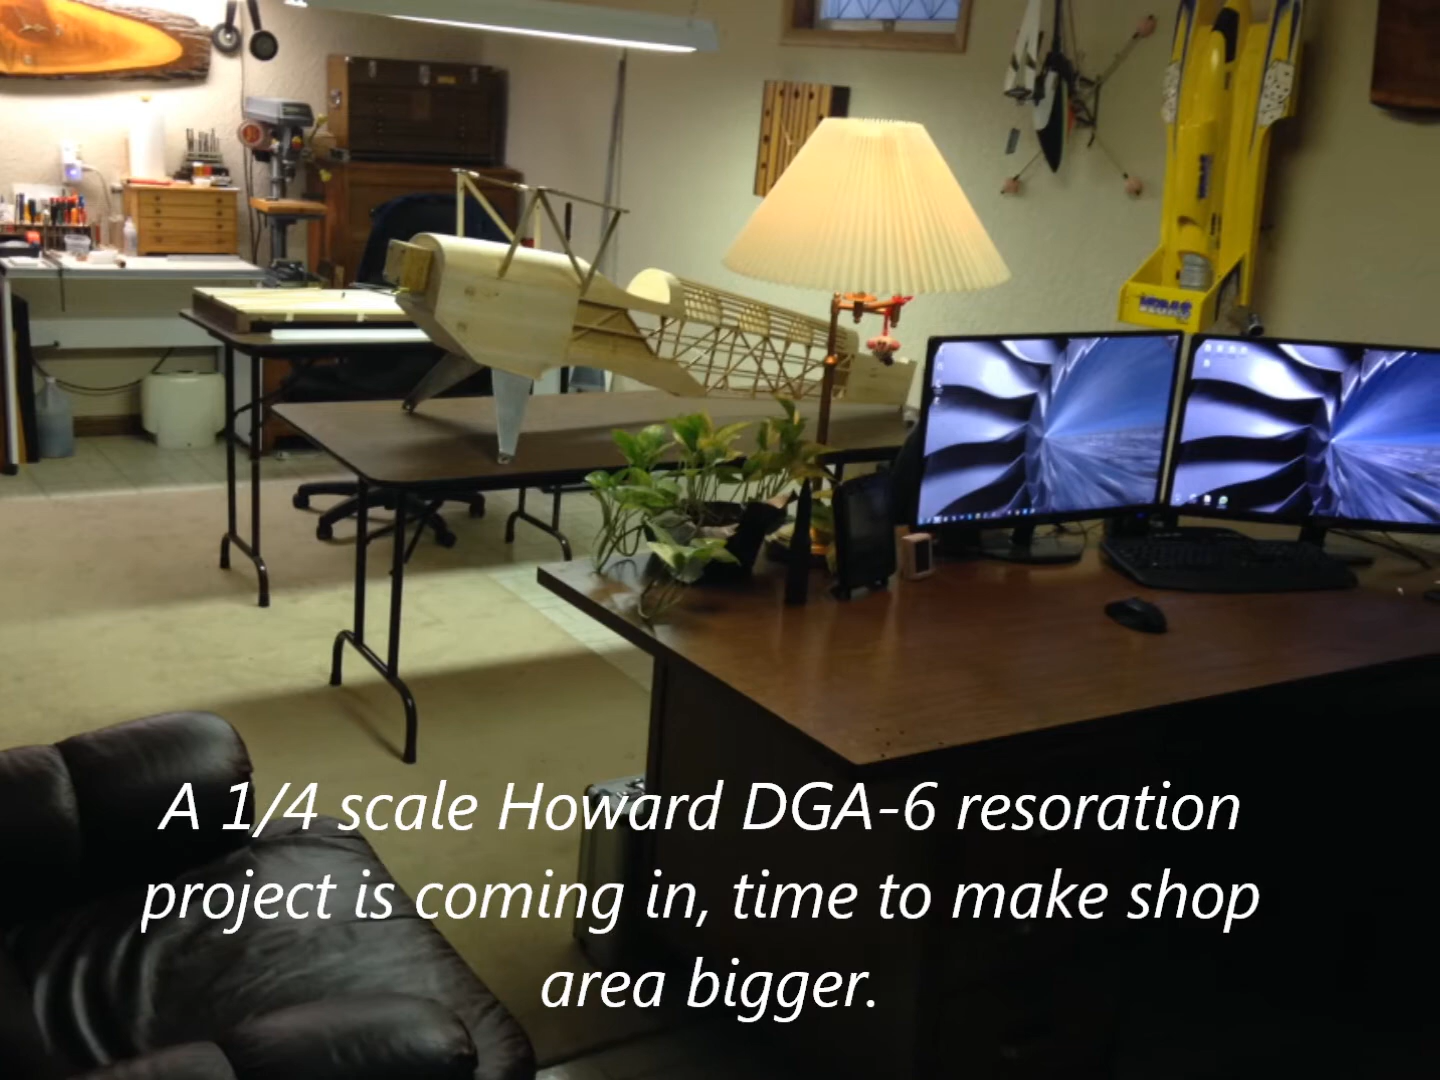 A 1/4 scale Howard DGA-6 resoration
project is coming in, time to make shop
area bigger.